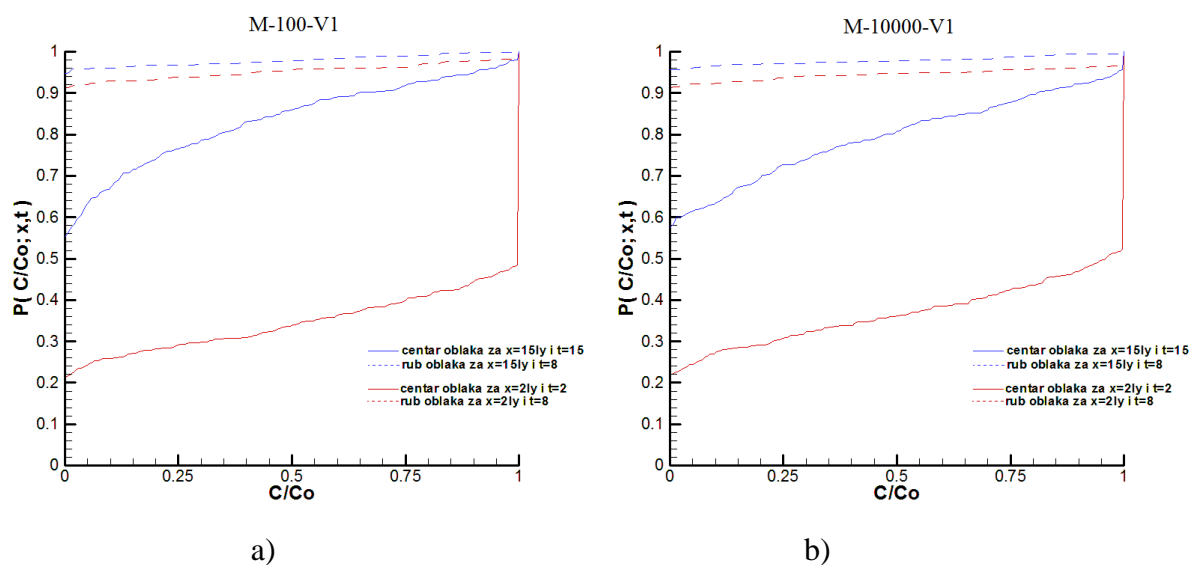 M-100-V1
1
0.9
0.8
0.7
0.6
0.5
0.4
0.3
0.2
0.1
0
P( C/Co; x,t )
centar oblaka za x=15ly i t=15
rub oblaka za x=15ly i t=8
centar oblaka za x=2ly i t=2
rub oblaka za x=2ly i t=8
0 0.25 0.5 0.75 1
C/Co
a)
M-10000-V1
1
0.9
0.8
0.7
0.6
0.5
0.4
0.3
0.2
0.1
0
P( C/Co; x,t )
centar oblaka za x=15ly i t=15
rub oblaka za x=15ly i t=8
centar oblaka za x=2ly i t=2
rub oblaka za x=2ly i t=8
0 0.25 0.5 0.75 1
C/Co
b)